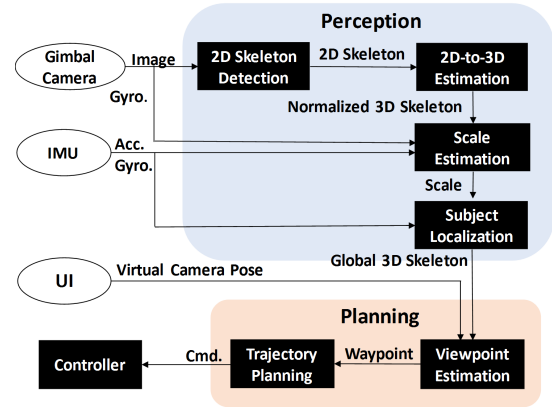 Perception
Gimbal
Camera
Image
Gyro.
2D Skeleton
Detection
2D Skeleton
2D-to-3D
Estimation
Normalized 3D Skeleton
IMU
Acc.
Gyro.
Scale
Estimation
Scale
Subject
Localization
Global 3D Skeleton
UI
Virtual Camera Pose
Planning
Controller
Cmd.
Trajectory
Planning
Waypoint
Viewpoint
Estimation